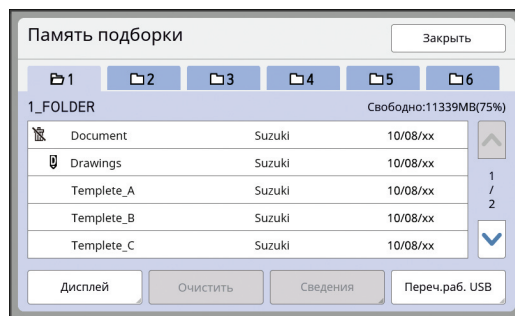 Память подборки
Закрыть
1 2 3 4 5 6
1_FOLDER Свободно:11339MB(75%)
Document Suzuki 10/08/xx
Drawings Suzuki 10/08/xx
Templete_A Suzuki 10/08/xx
Templete_B Suzuki 10/08/xx
Templete_C Suzuki 10/08/xx
1
/
2
Дисплей Очистить Сведения Переч.раб. USB